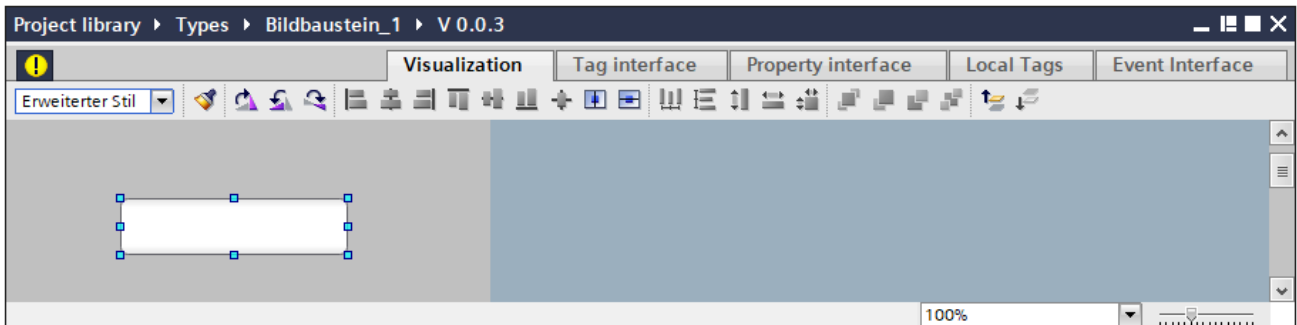 Project library ▸ Types ▸ Bildbaustein_1 ▸ V 0.0.3
Visualization Tag interface Property interface Local Tags Event Interface
Erweiterter Stil
100%